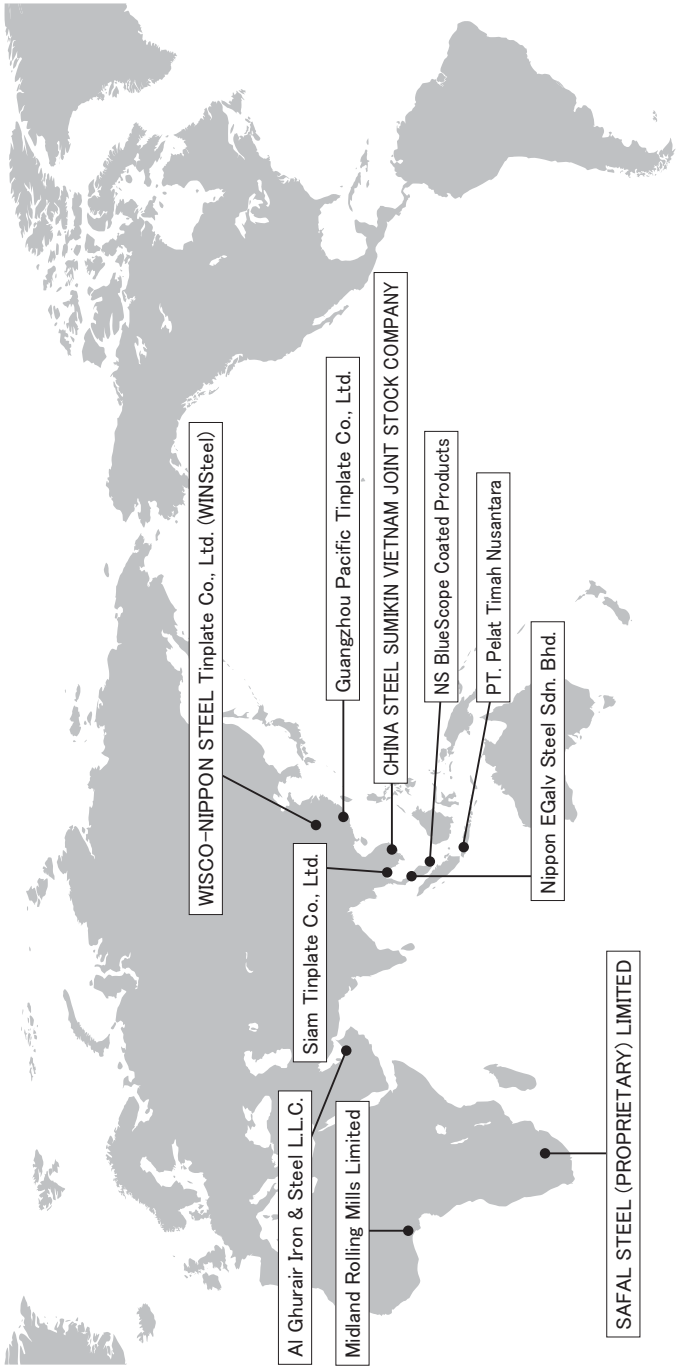 WISCO-NIPPON STEEL Tinplate Co., Ltd. (WINSteel)
Siam Tinplate Co., Ltd.
Al Ghurair Iron & Steel L.L.C.
Guangzhou Pacific Tinplate Co., Ltd.
Midland Rolling Mills Limited
CHINA STEEL SUMIKIN VIETNAM JOINT STOCK COMPANY
NS BlueScope Coated Products
PT. Pelat Timah Nusantara
Nippon EGalv Steel Sdn. Bhd.
SAFAL STEEL (PROPRIETARY) LIMITED